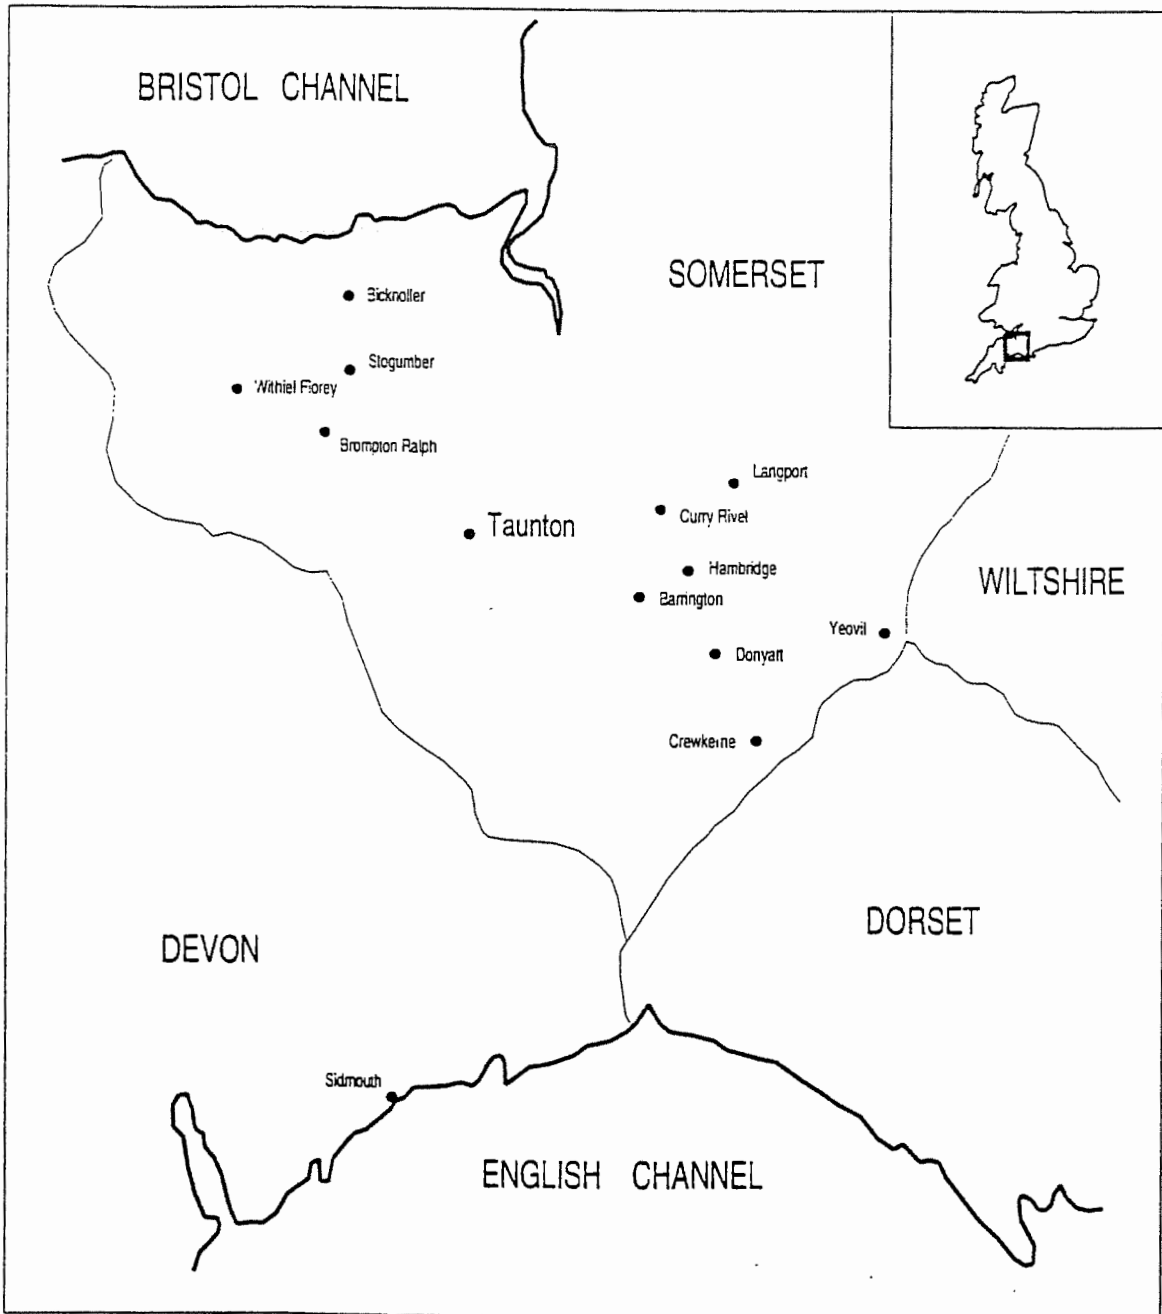 BRISTOL CHANNEL
SOMERSET
Bicknoller
Stogumber
Withiel Florey
Brompton Ralph
Langport
Curry Rivel
Taunton
Hambridge
WILTSHIRE
Barrington
Yeovil
Donyatt
Crewkerne
DORSET
DEVON
Sidmouth
ENGLISH CHANNEL